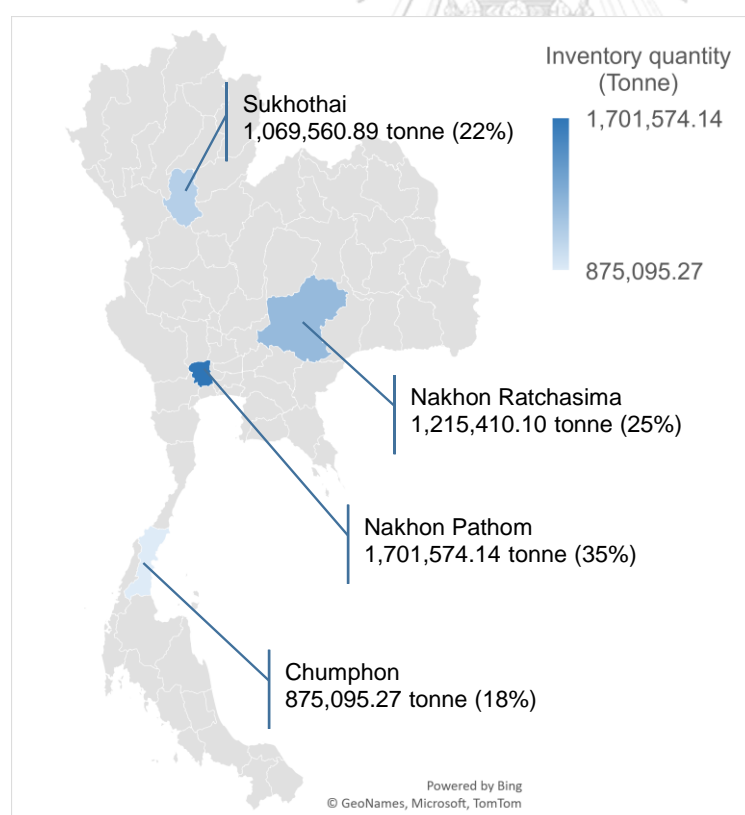 Inventory quantity
(Tonne)
1,701,574.14
875,095.27
Sukhothai
1,069,560.89 tonne (22%)
Nakhon Ratchasima
1,215,410.10 tonne (25%)
Nakhon Pathom
1,701,574.14 tonne (35%)
Chumphon
875,095.27 tonne (18%)
Powered by Bing
© GeoNames, Microsoft, TomTom